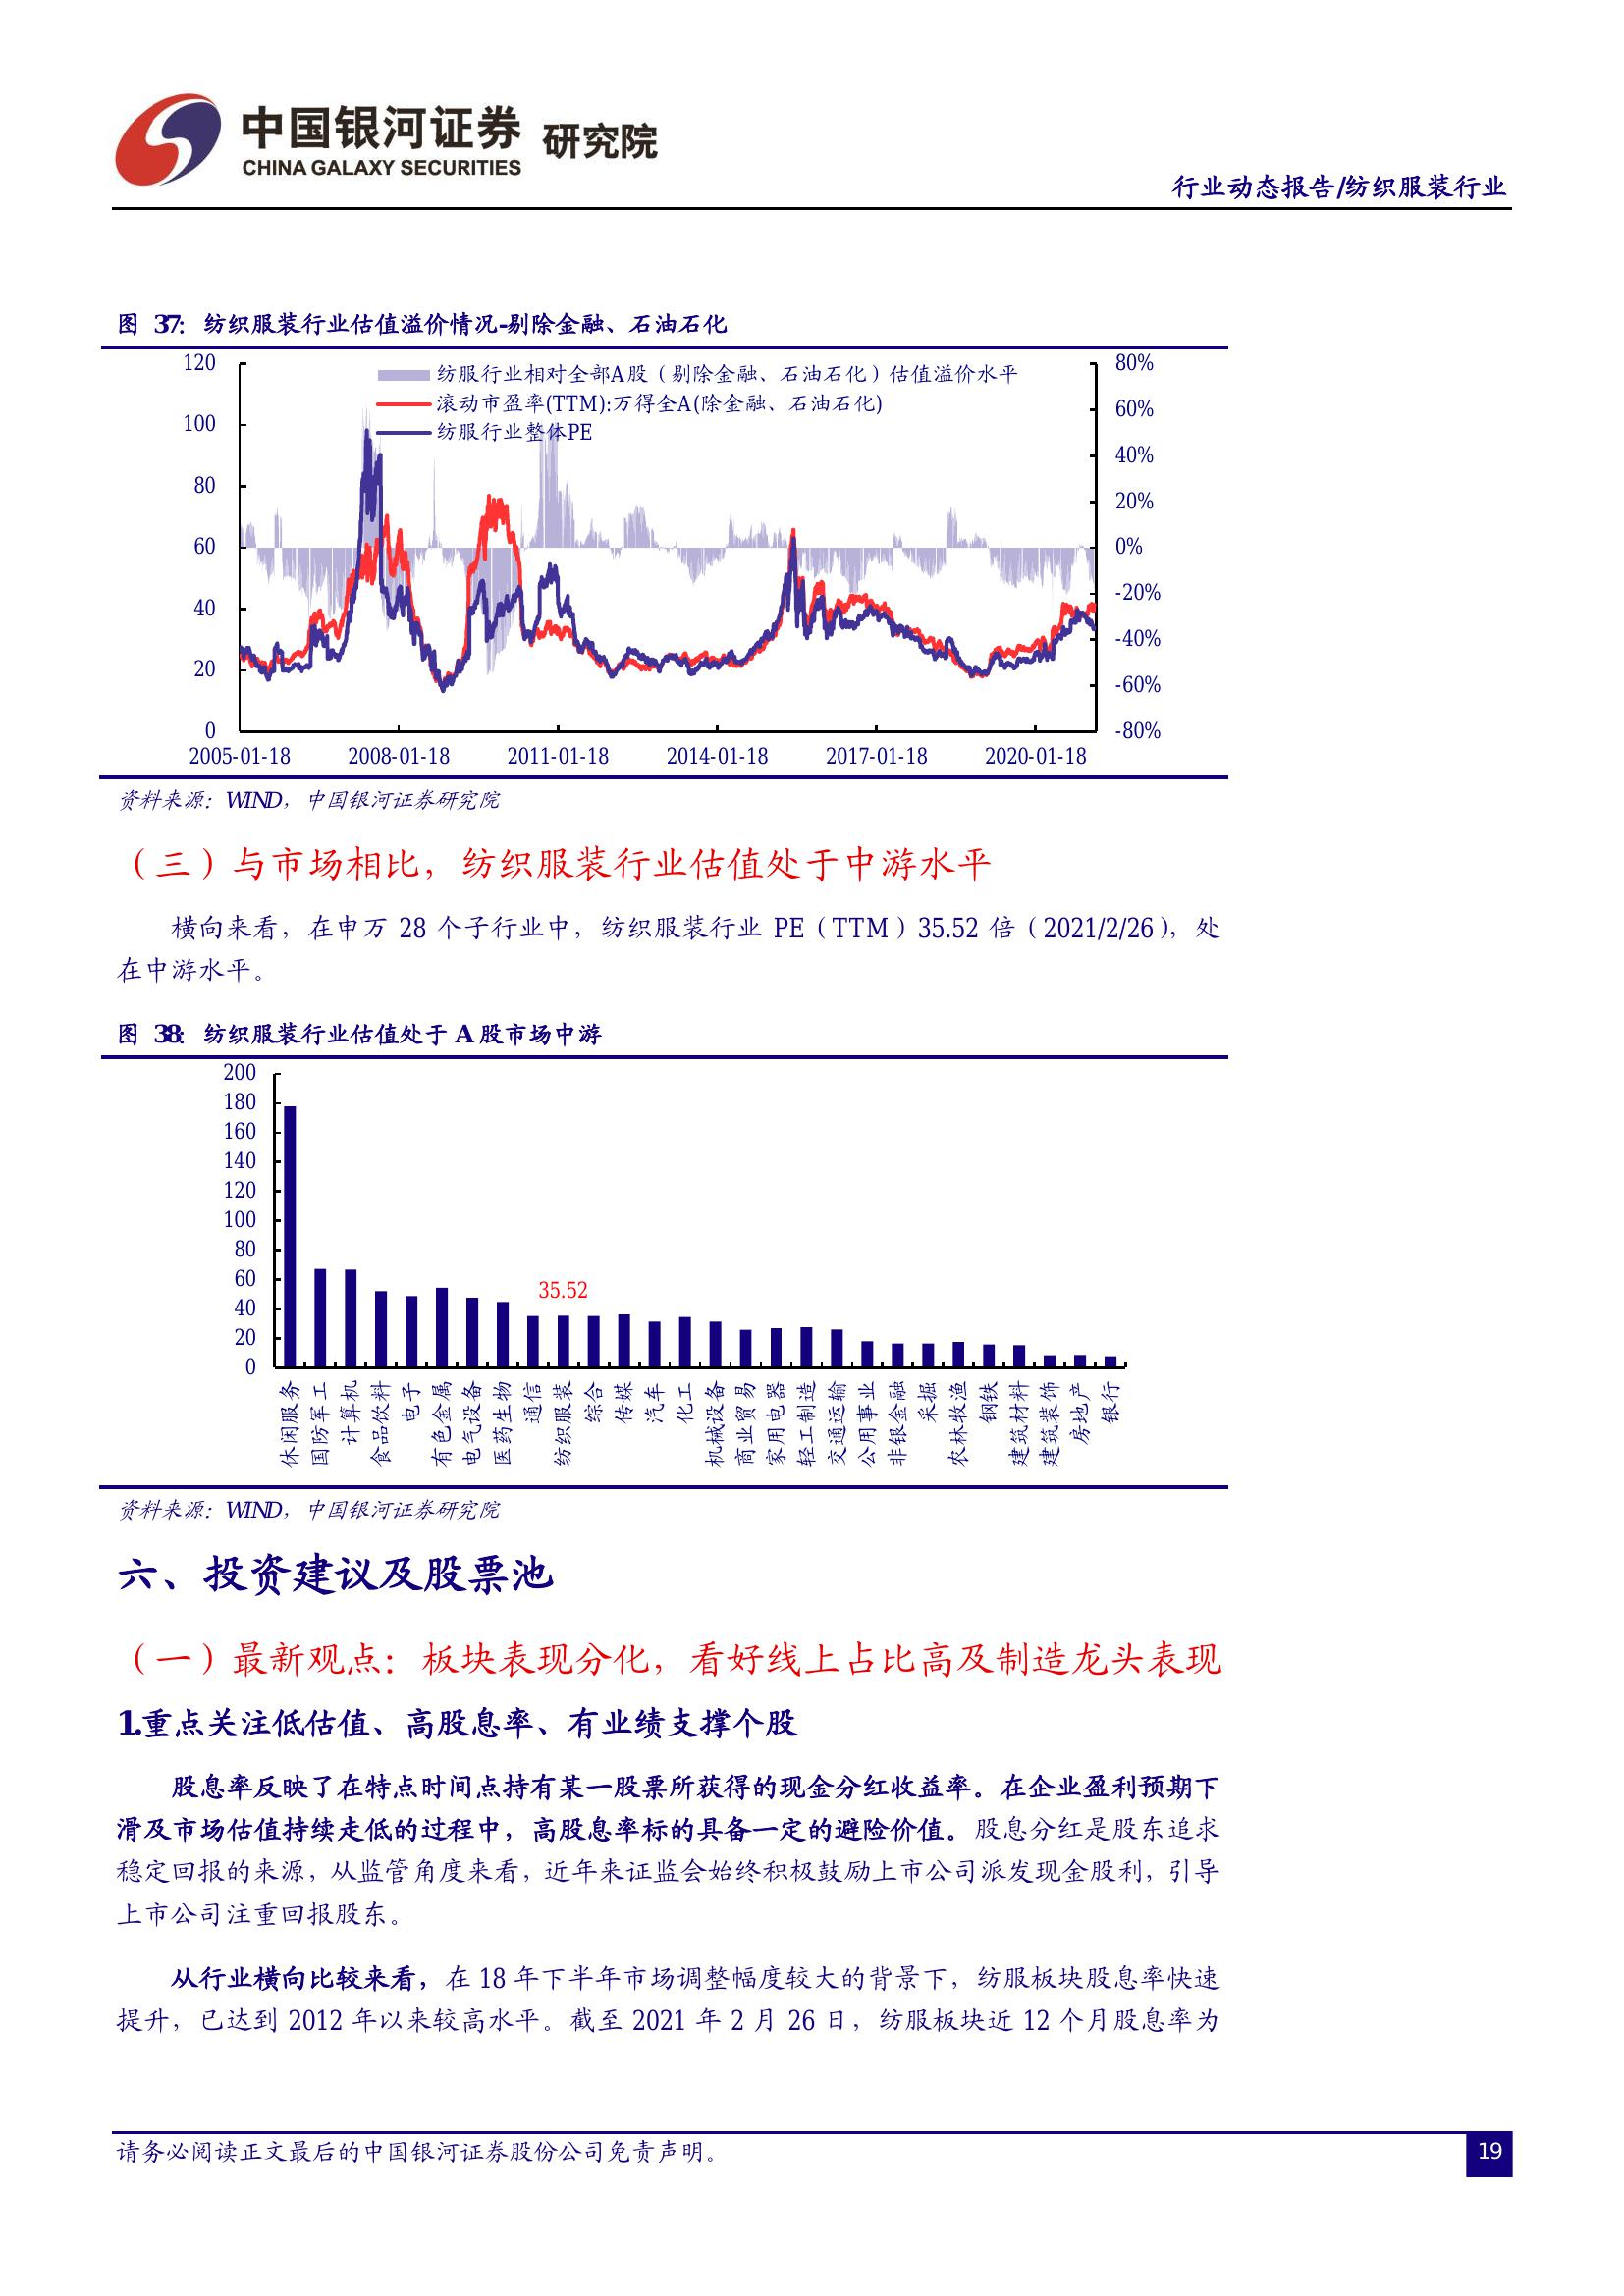 中国银河证券 研究院
CHINA GALAXY SECURITIES
行业动态报告/纺织服装行业
图 37：纺织服装行业估值溢价情况-剔除金融、石油石化
纺服行业相对全部A股（剔除金融、石油石化）估值溢价水平
滚动市盈率(TTM):万得全A(除金融、石油石化)
纺服行业整体PE
120
100
80
60
40
20
0
80%
60%
40%
20%
0%
-20%
-40%
-60%
-80%
2005-01-18 2008-01-18 2011-01-18 2014-01-18 2017-01-18 2020-01-18
资料来源：WIND，中国银河证券研究院
（三）与市场相比，纺织服装行业估值处于中游水平
横向来看，在申万 28 个子行业中，纺织服装行业 PE（TTM）35.52 倍（2021/2/26），处
在中游水平。
图 38：纺织服装行业估值处于 A 股市场中游
200
180
160
140
120
100
80
60
40
20
0
35.52
休闲服务
国防军工
计算机
食品饮料
电子
有色金属
电气设备
医药生物
通信
纺织服装
综合
传媒
汽车
化工
机械设备
商业贸易
家用电器
轻工制造
交通运输
公用事业
非银金融
采掘
农林牧渔
钢铁
建筑材料
建筑装饰
房地产
银行
资料来源：WIND，中国银河证券研究院
六、投资建议及股票池
（一）最新观点：板块表现分化，看好线上占比高及制造龙头表现
1.重点关注低估值、高股息率、有业绩支撑个股
股息率反映了在特点时间点持有某一股票所获得的现金分红收益率。在企业盈利预期下
滑及市场估值持续走低的过程中，高股息率标的具备一定的避险价值。股息分红是股东追求
稳定回报的来源，从监管角度来看，近年来证监会始终积极鼓励上市公司派发现金股利，引导
上市公司注重回报股东。
从行业横向比较来看，在 18 年下半年市场调整幅度较大的背景下，纺服板块股息率快速
提升，已达到 2012 年以来较高水平。截至 2021 年 2 月 26 日，纺服板块近 12 个月股息率为
请务必阅读正文最后的中国银河证券股份公司免责声明。
19